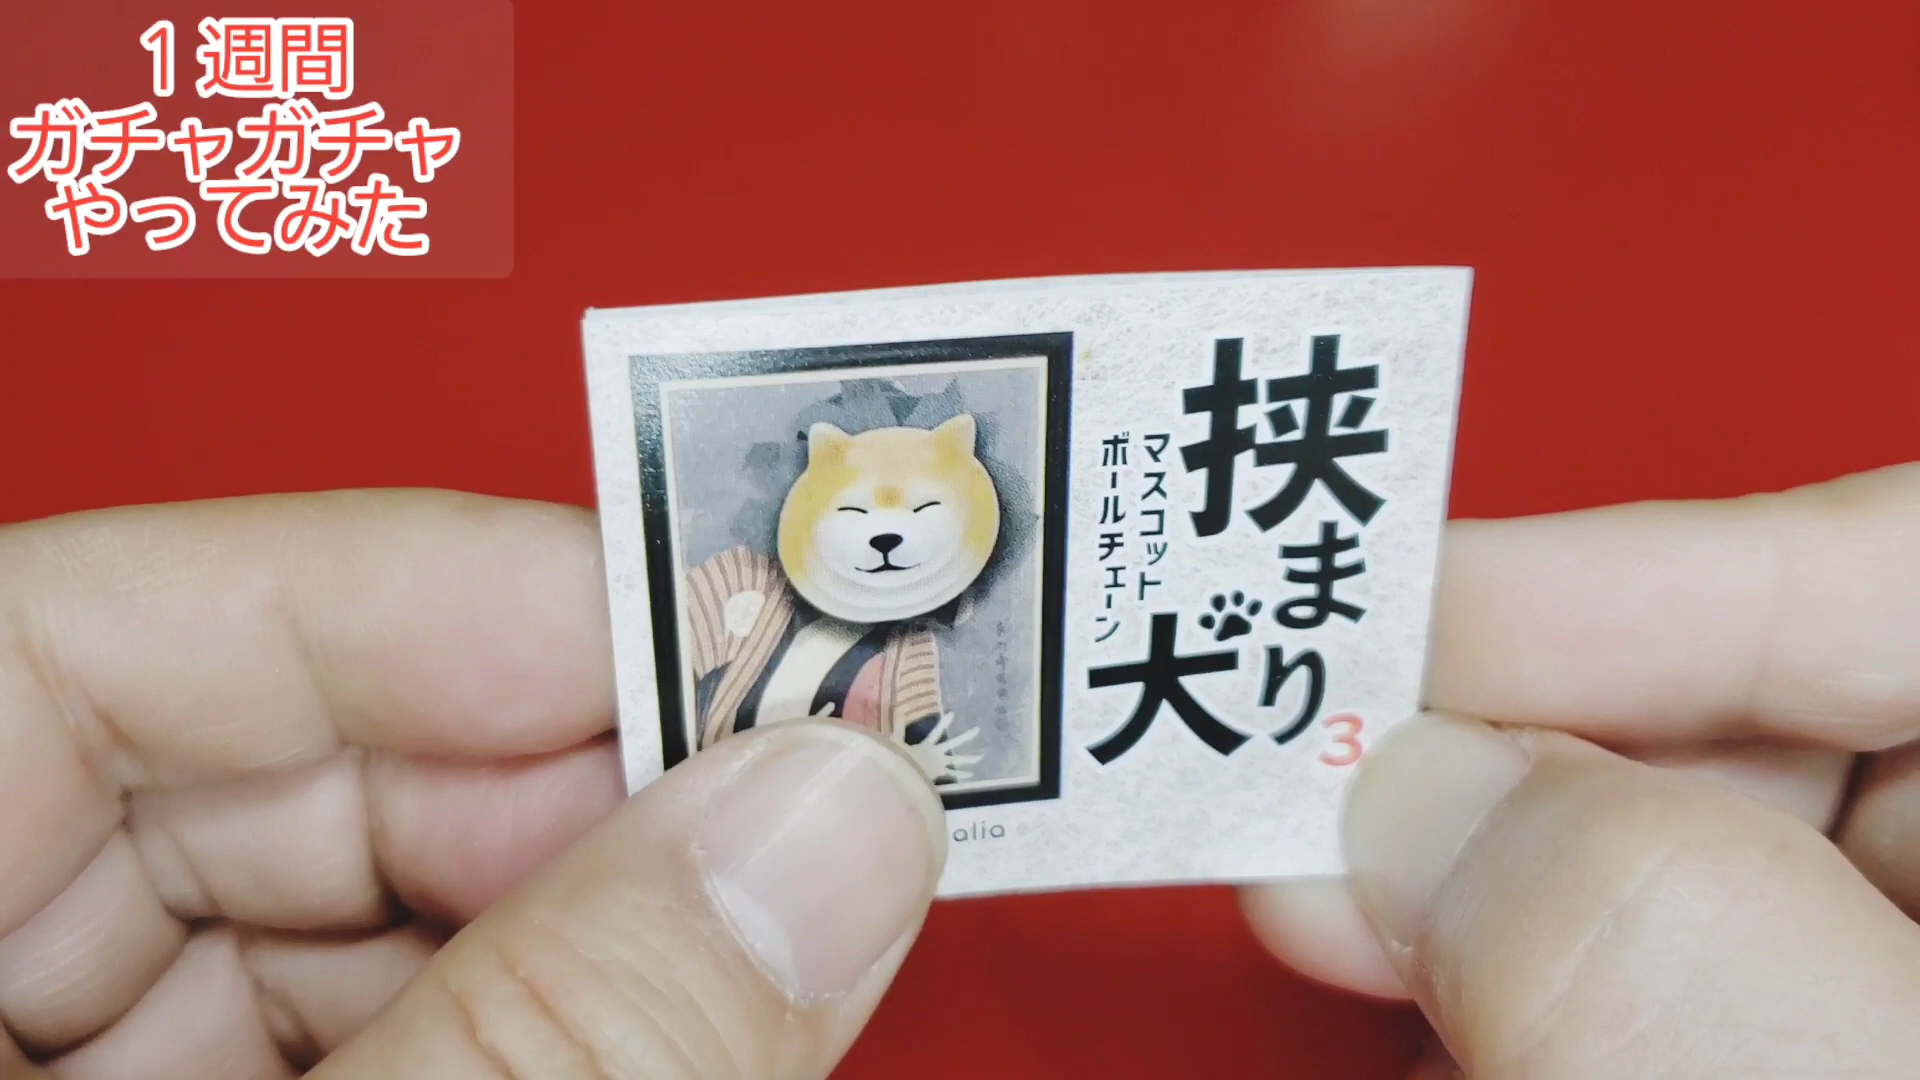 1週間
ガチャガチャ
やってみた
挟まり犬3
マスコット
ボールチェーン
alia